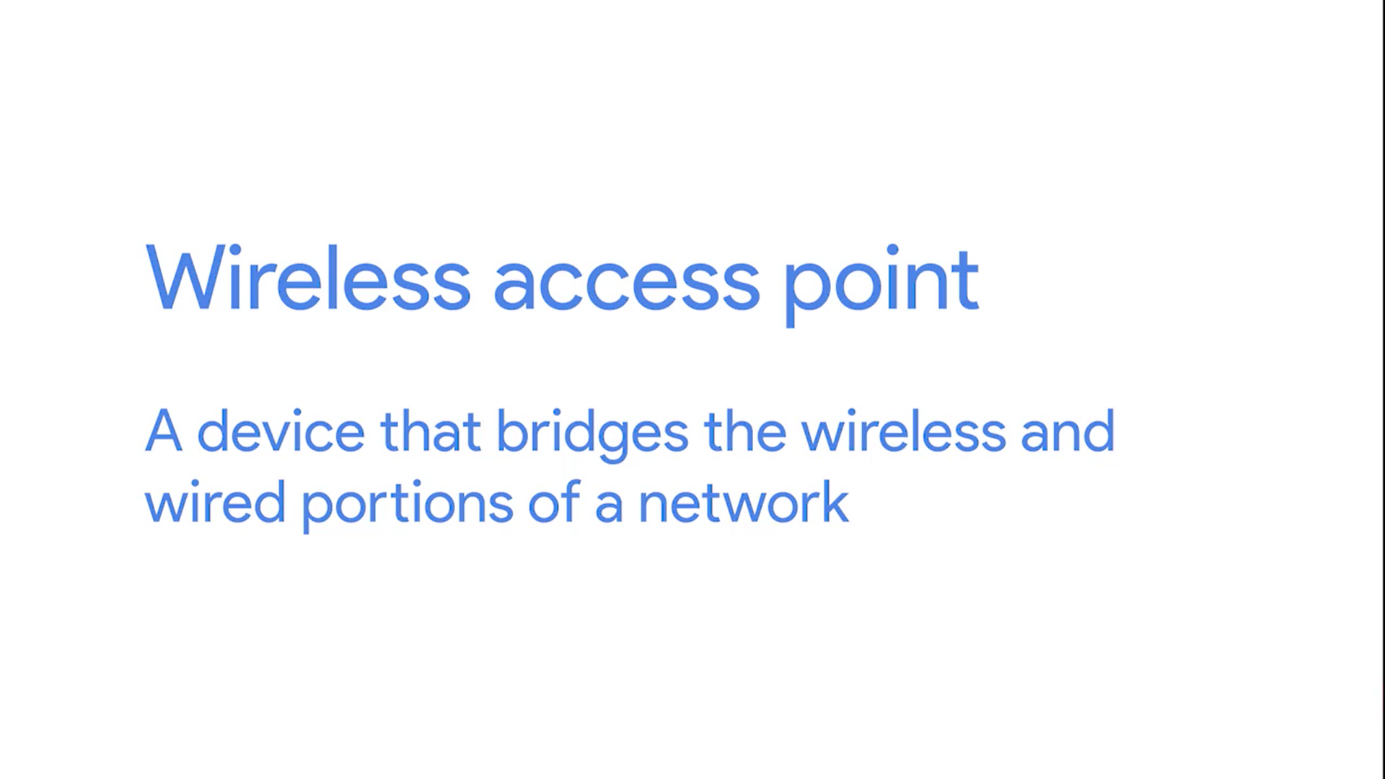 Wireless access point
A device that bridges the wireless and
wired portions of a network